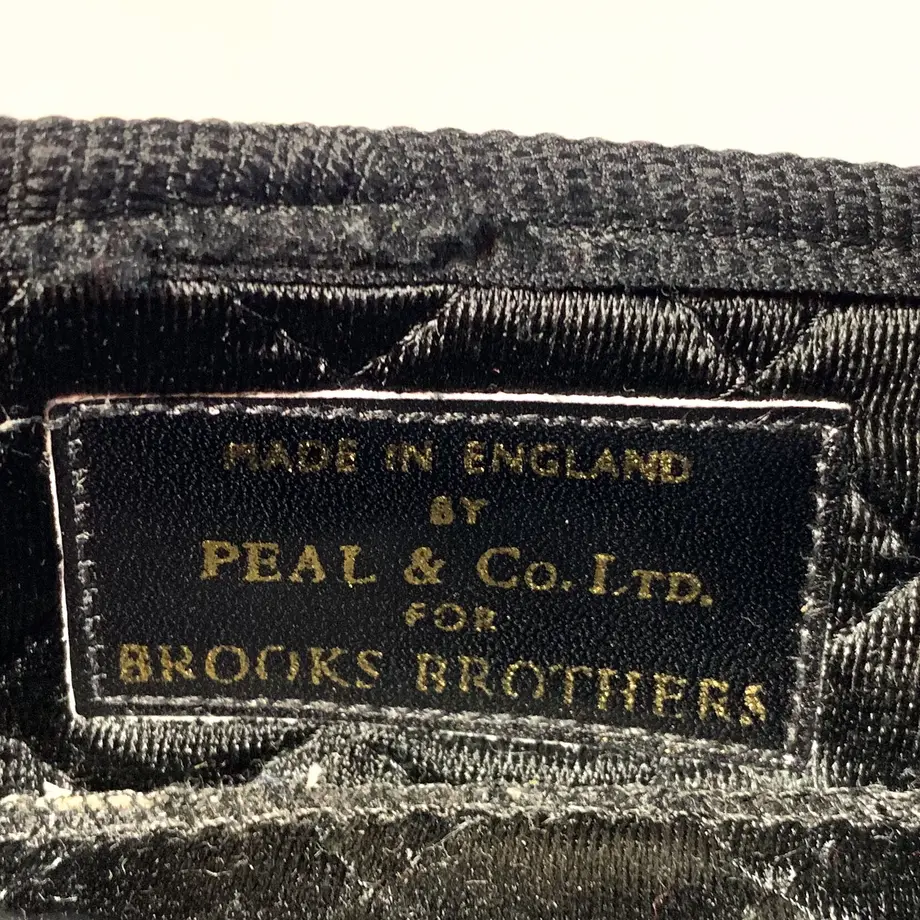 MADE IN ENGLAND
BY
PEAL & Co. LTD.
FOR
BROOKS BROTHERS